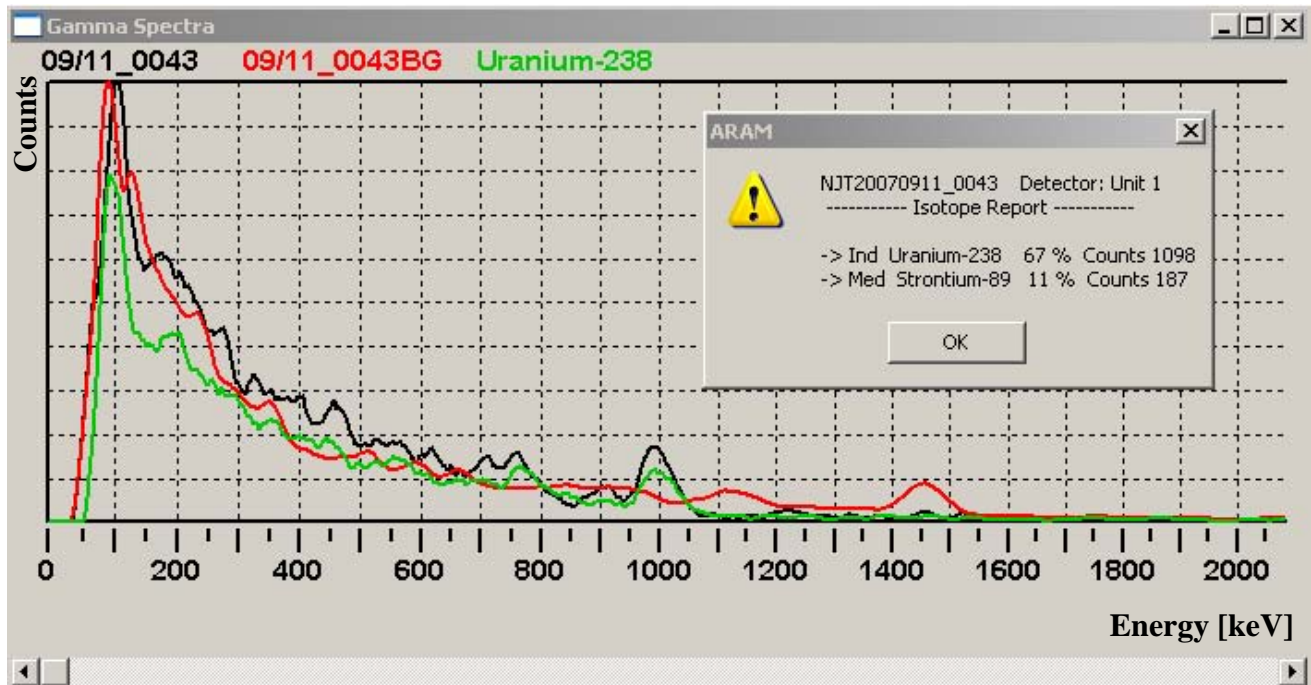 Gamma Spectra
09/11_0043 09/11_0043BG Uranium-238
Counts
ARAM
NJT20070911_0043 Detector: Unit 1
----------- Isotope Report -----------
-> Ind Uranium-238 67 % Counts 1098
-> Med Strontium-89 11 % Counts 187
OK
0 200 400 600 800 1000 1200 1400 1600 1800 2000
Energy [keV]